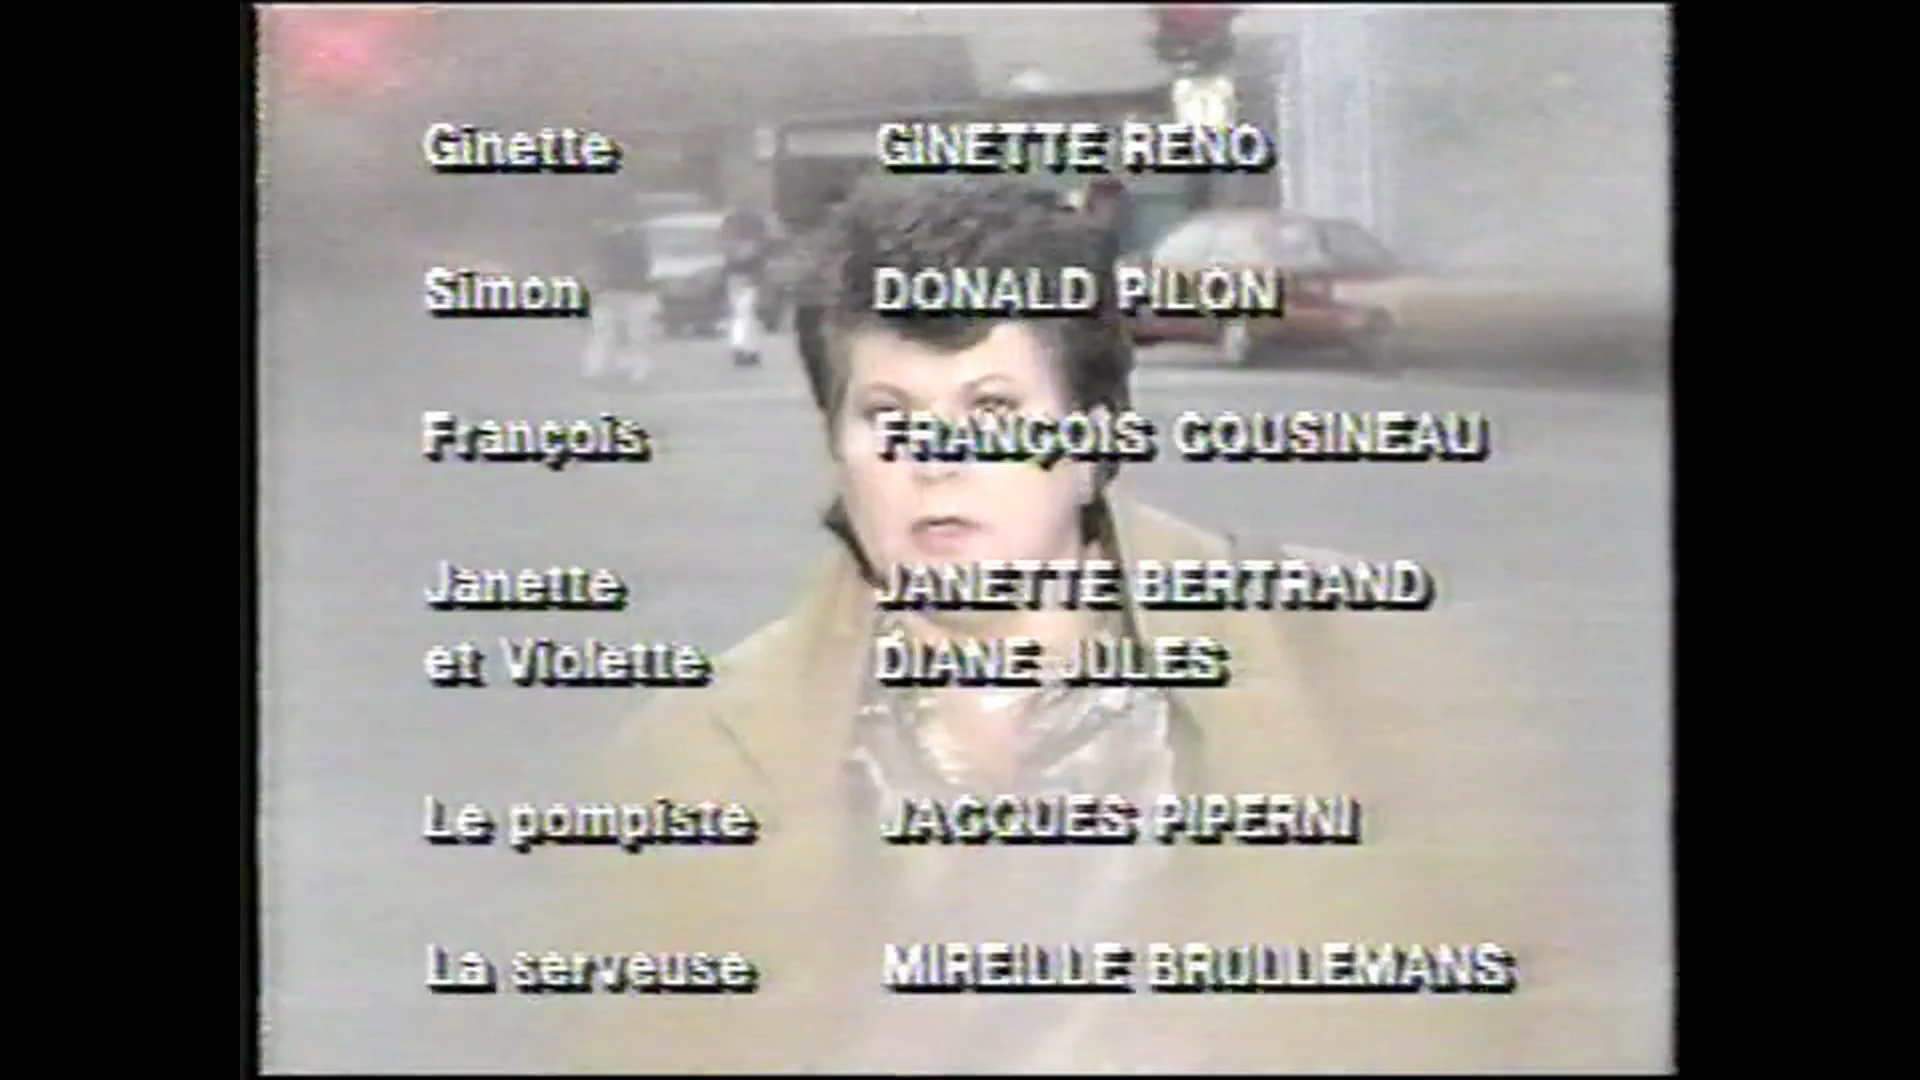 Ginette GINETTE RENO
Simon DONALD PILON
François FRANÇOIS COUSINEAU
Janette JANETTE BERTRAND
et Violette DIANE JULES
Le pompiste JACQUES PIPERNI
La serveuse MIREILLE BRULLEMANS